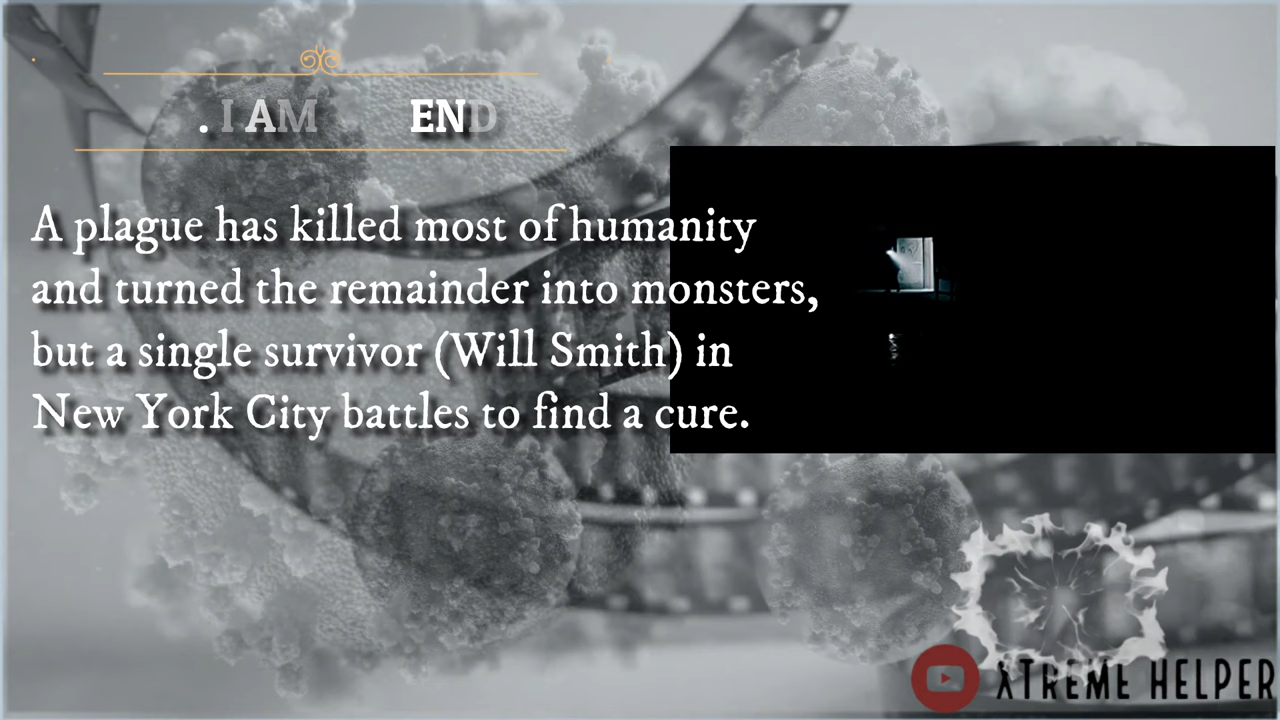 . I AM END
A plague has killed most of humanity
and turned the remainder into monsters,
but a single survivor (Will Smith) in
New York City battles to find a cure.
XTREME HELPER